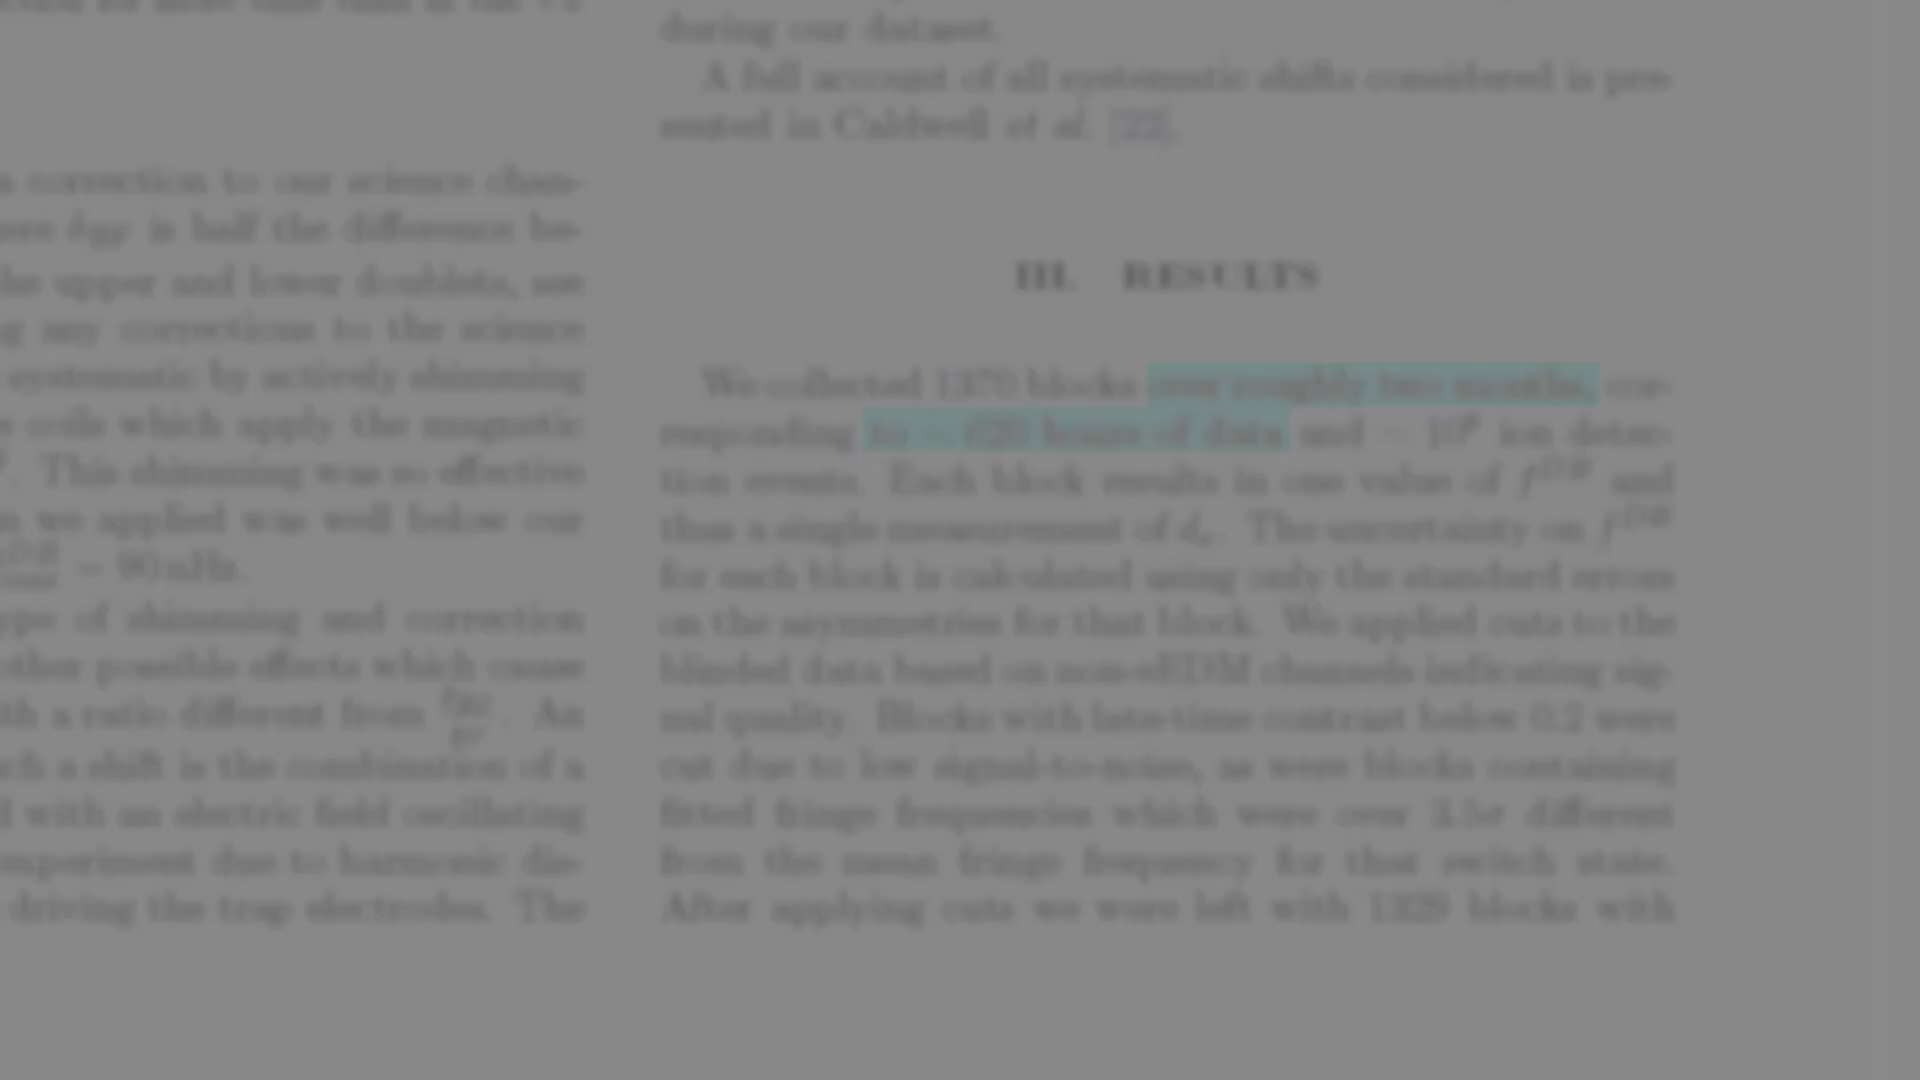 correction to our science chan-
is half the difference be-
the upper and lower doublets, see
any corrections to the science
systematic by actively shimming
coils which apply the magnetic
This shimming was so effective
we applied was well below our
= 90 nHz.
type of shimming and correction
other possible effects which cause
with a ratio different from . An
such a shift is the combination of a
with an electric field oscillating
experiment due to harmonic dis-
driving the trap electrodes. The
during our dataset.
A full account of all systematic shifts considered is pre-
sented in Caldwell et al. [22].
III. RESULTS
We collected 1370 blocks over roughly two months, cor-
responding to ∼ 620 hours of data and ∼ 10⁸ ion detec-
tion events. Each block results in one value of f^DB and
thus a single measurement of dₑ. The uncertainty on f^DB
for each block is calculated using only the standard errors
on the asymmetries for that block. We applied cuts to the
blinded data based on non-eEDM channels indicating sig-
nal quality. Blocks with late-time contrast below 0.2 were
cut due to low signal-to-noise, as were blocks containing
fitted fringe frequencies which were over 3.5σ different
from the mean fringe frequency for that switch state.
After applying cuts we were left with 1329 blocks with